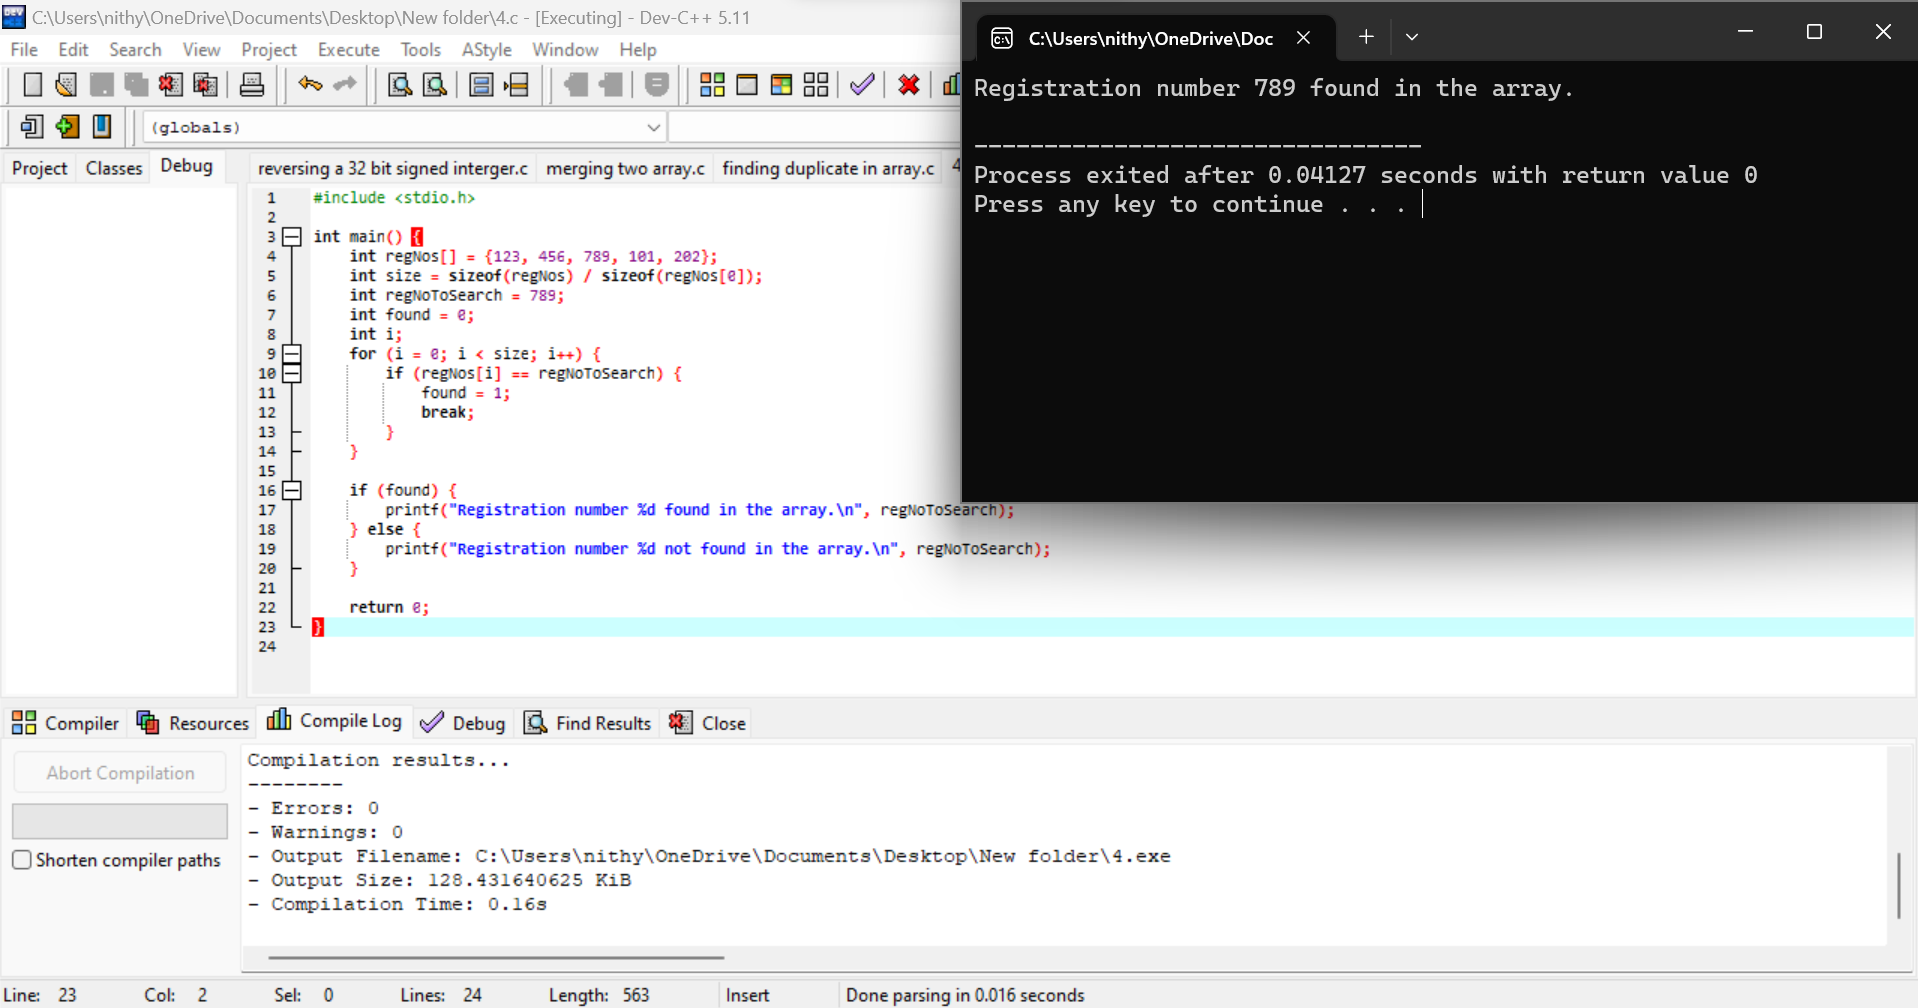 C:\Users\nithy\OneDrive\Documents\Desktop\New folder\4.c - [Executing] - Dev-C++ 5.11
File Edit Search View Project Execute Tools AStyle Window Help
(globals)
Project Classes Debug
reversing a 32 bit signed interger.c merging two array.c finding duplicate in array.c 4
1 #include <stdio.h>
2
3 int main() {
4 int regNos[] = {123, 456, 789, 101, 202};
5 int size = sizeof(regNos) / sizeof(regNos[0]);
6 int regNoToSearch = 789;
7 int found = 0;
8 int i;
9 for (i = 0; i < size; i++) {
10 if (regNos[i] == regNoToSearch) {
11 found = 1;
12 break;
13 }
14 }
15
16 if (found) {
17 printf("Registration number %d found in the array.\n", regNoToSearch);
18 } else {
19 printf("Registration number %d not found in the array.\n", regNoToSearch);
20 }
21
22 return 0;
23 }
24
C:\Users\nithy\OneDrive\Doc
Registration number 789 found in the array.
--------------------------------
Process exited after 0.04127 seconds with return value 0
Press any key to continue . . .
Compiler Resources Compile Log Debug Find Results Close
Abort Compilation
Shorten compiler paths
Compilation results...
--------
- Errors: 0
- Warnings: 0
- Output Filename: C:\Users\nithy\OneDrive\Documents\Desktop\New folder\4.exe
- Output Size: 128.431640625 KiB
- Compilation Time: 0.16s
Line: 23 Col: 2 Sel: 0 Lines: 24 Length: 563 Insert Done parsing in 0.016 seconds